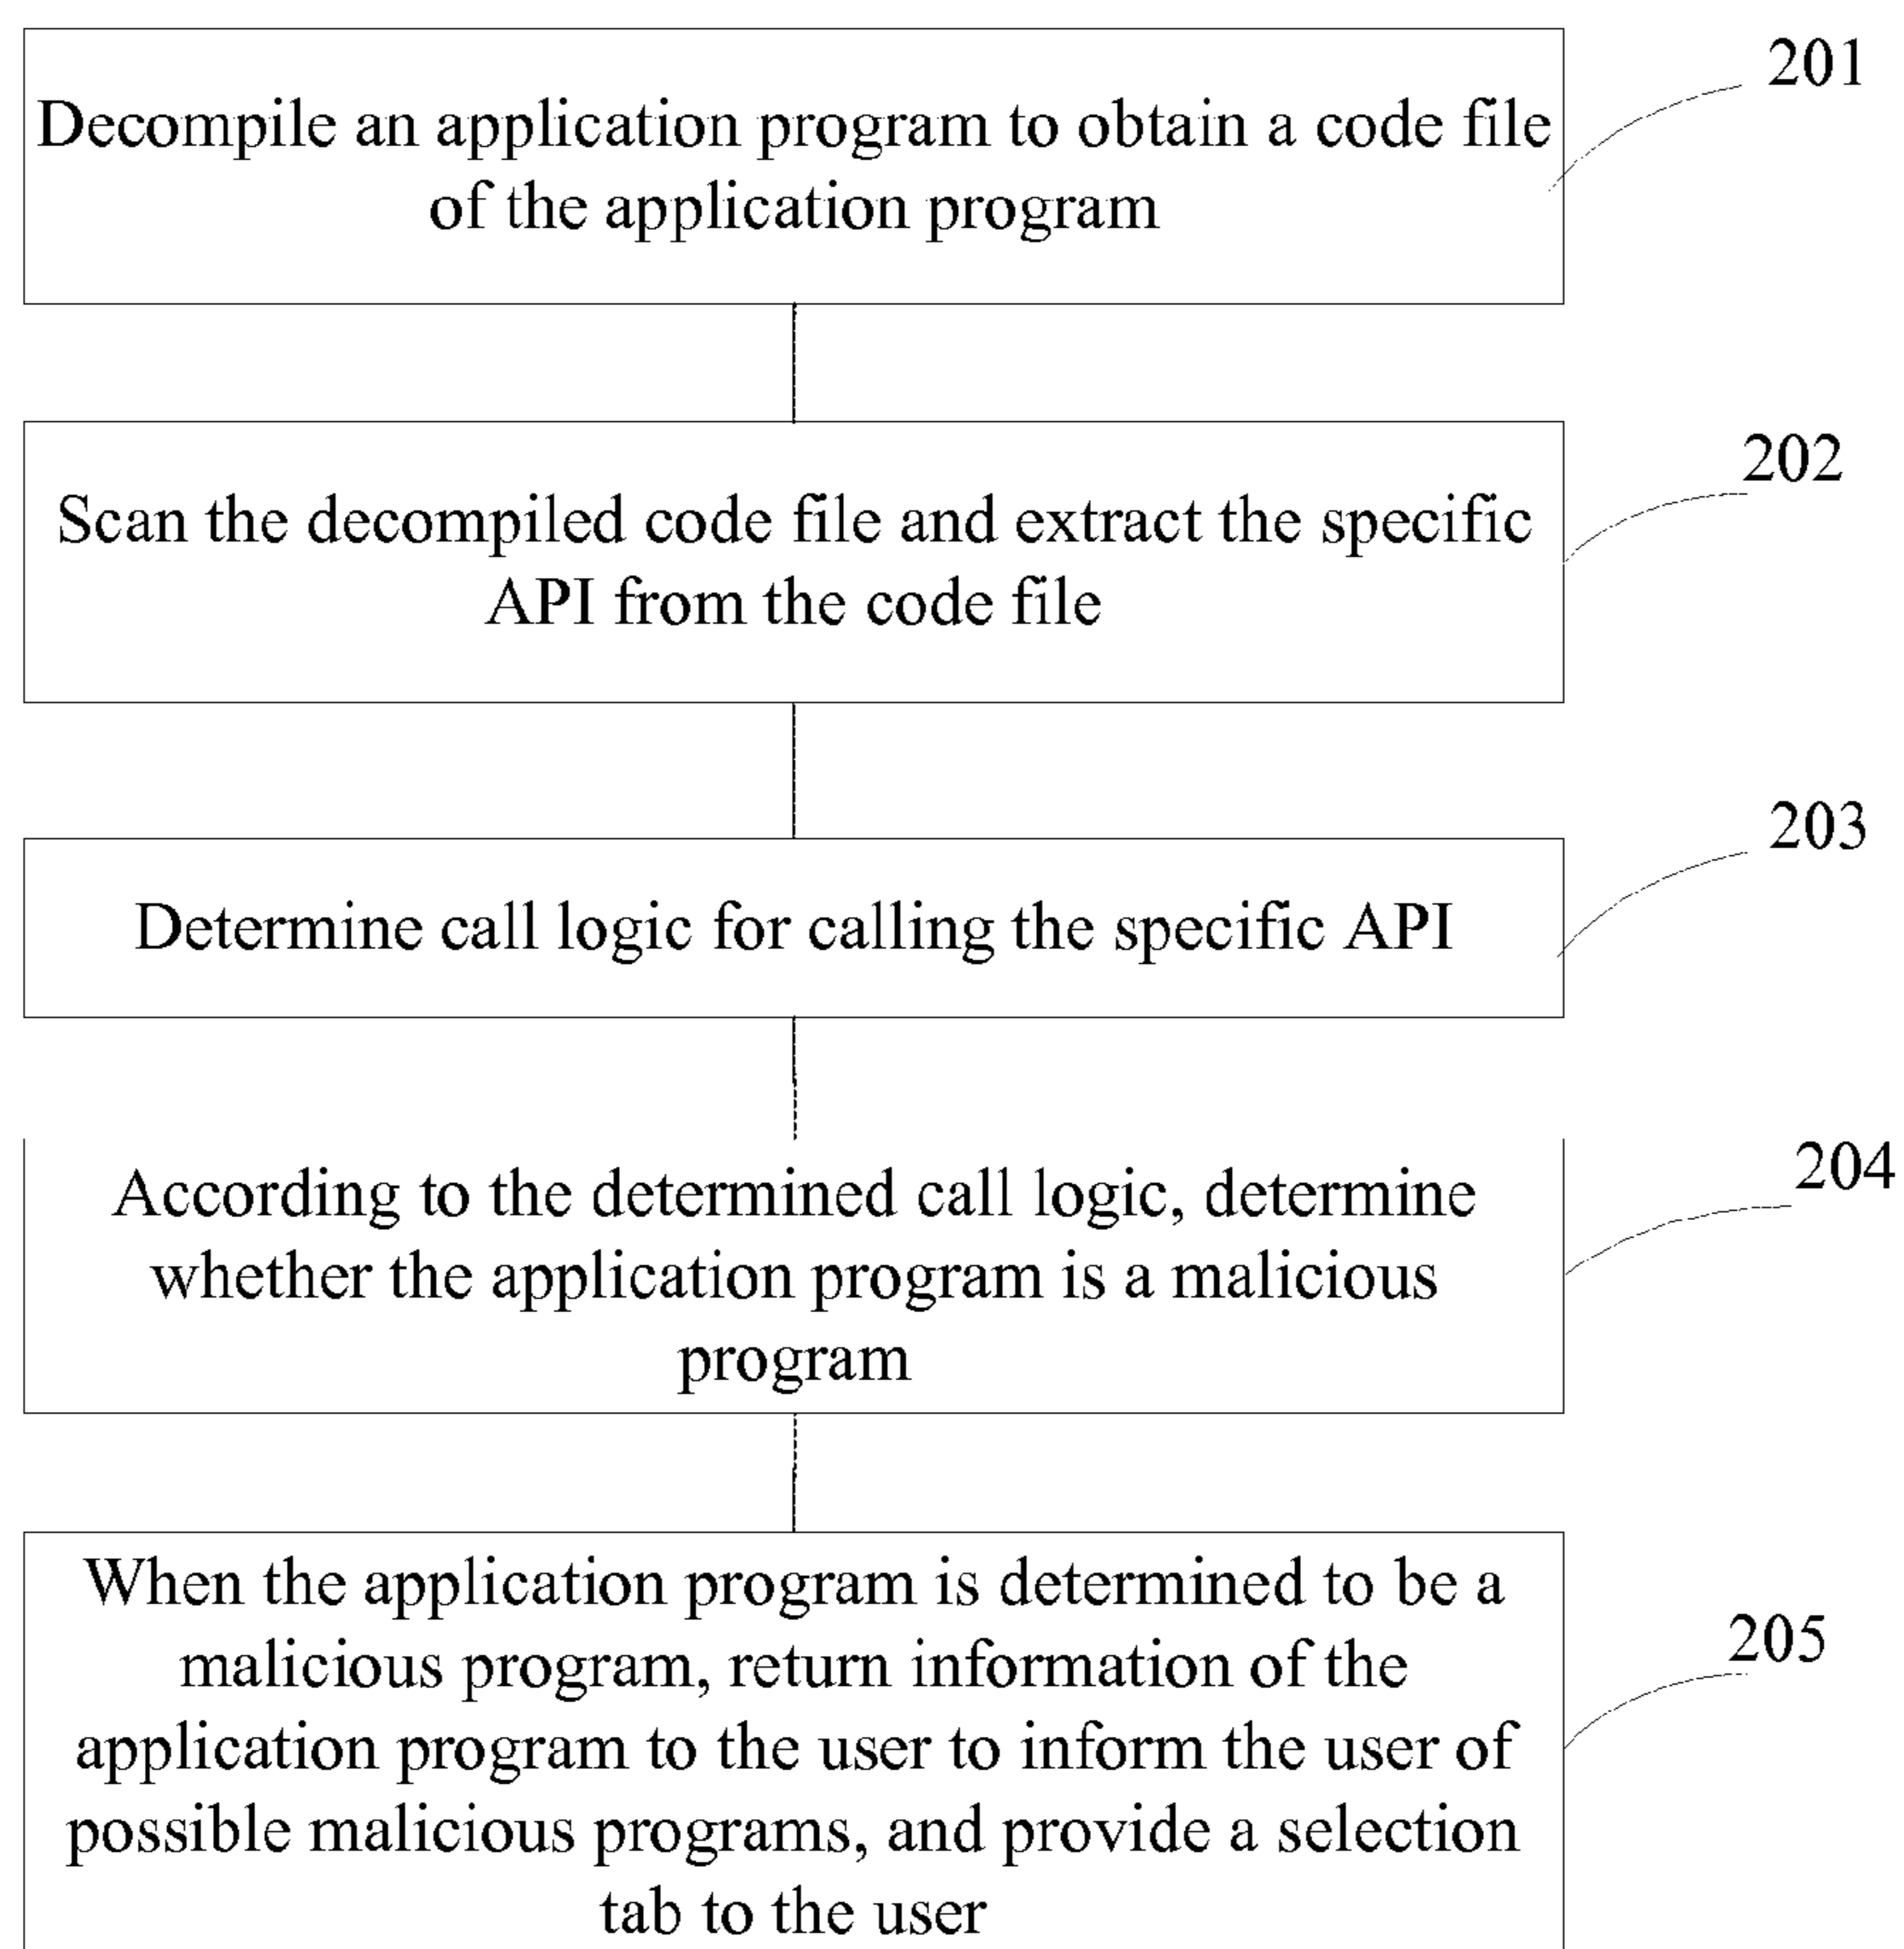 201
Decompile an application program to obtain a code file
of the application program
202
Scan the decompiled code file and extract the specific
API from the code file
203
Determine call logic for calling the specific API
204
According to the determined call logic, determine
whether the application program is a malicious
program
When the application program is determined to be a
malicious program, return information of the
205
application program to the user to inform the user of
possible malicious programs, and provide a selection
tab to the user